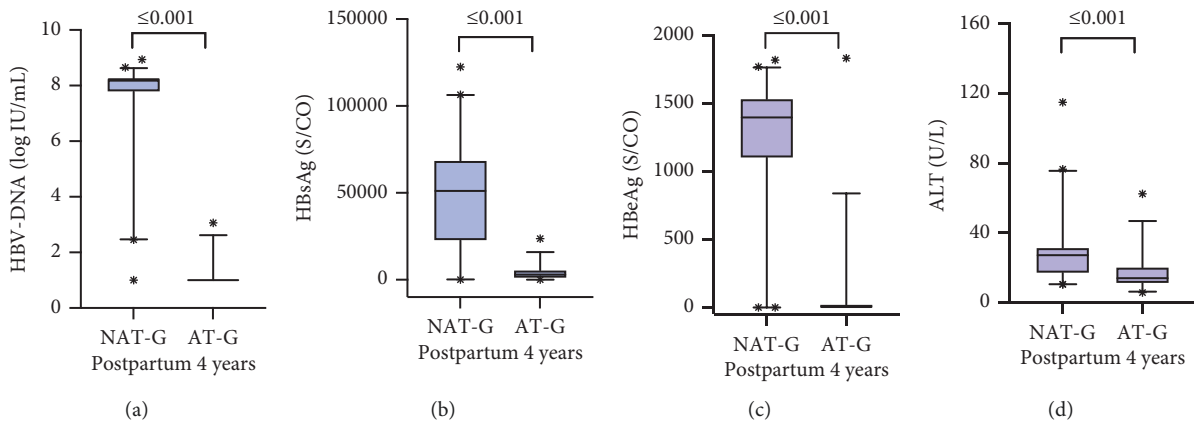 ≤0.001
10
8
6
4
2
0
HBV-DNA (log IU/mL)
NAT-G AT-G
Postpartum 4 years
(a)
≤0.001
150000
100000
50000
0
HBsAg (S/CO)
NAT-G AT-G
Postpartum 4 years
(b)
≤0.001
2000
1500
1000
500
0
HBeAg (S/CO)
NAT-G AT-G
Postpartum 4 years
(c)
≤0.001
160
120
80
40
0
ALT (U/L)
NAT-G AT-G
Postpartum 4 years
(d)